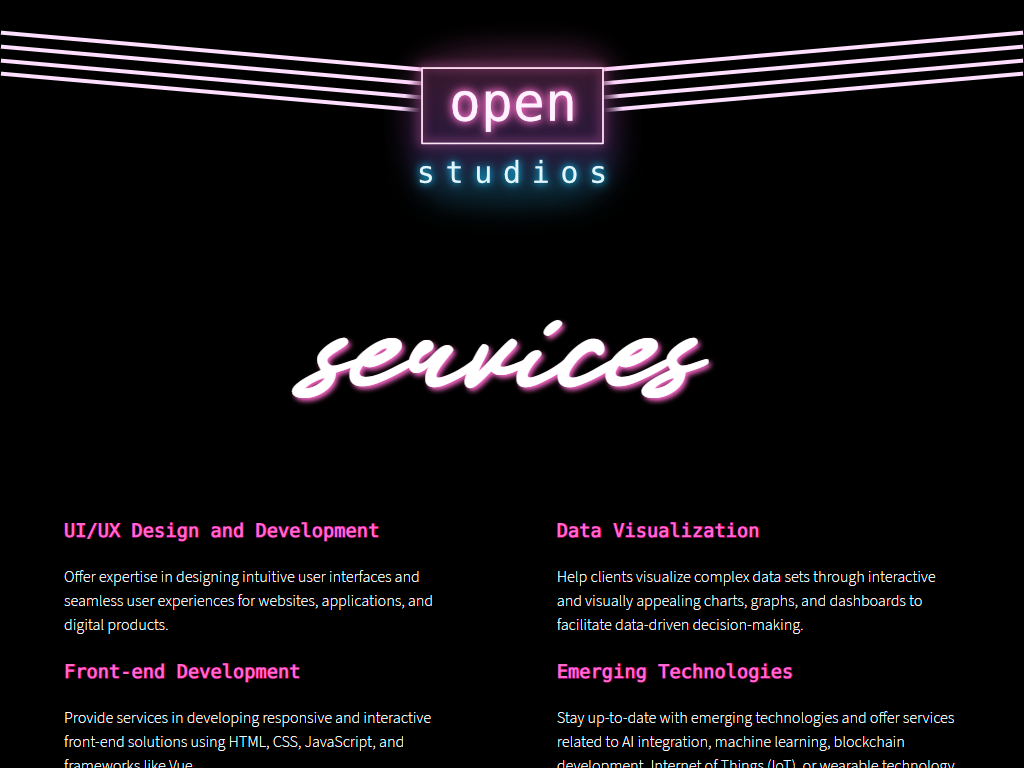 open
studios
services
UI/UX Design and Development
Offer expertise in designing intuitive user interfaces and
seamless user experiences for websites, applications, and
digital products.
Front-end Development
Provide services in developing responsive and interactive
front-end solutions using HTML, CSS, JavaScript, and
frameworks like Vue.
Data Visualization
Help clients visualize complex data sets through interactive
and visually appealing charts, graphs, and dashboards to
facilitate data-driven decision-making.
Emerging Technologies
Stay up-to-date with emerging technologies and offer services
related to AI integration, machine learning, blockchain
development, Internet of Things (IoT), or wearable technology.